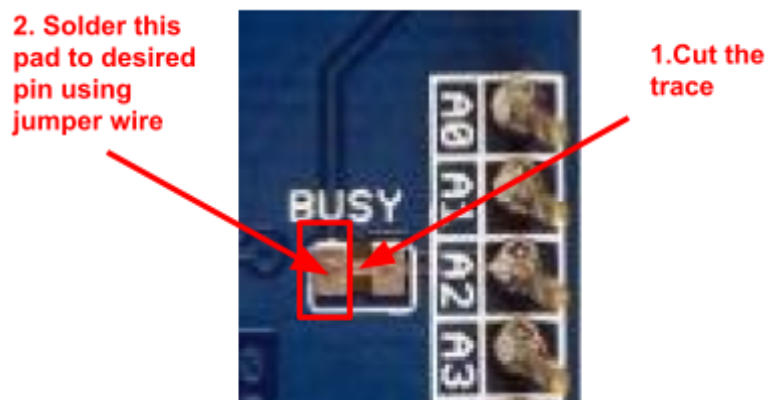 2. Solder this
pad to desired
pin using
jumper wire
1.Cut the
trace
BUSY
A0
A1
A2
A3